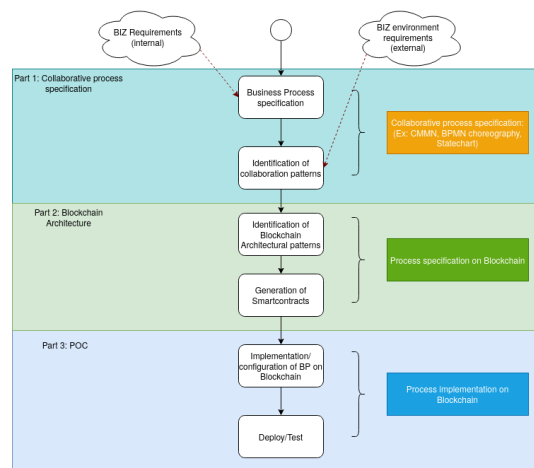 BIZ Requirements
(internal)
BIZ environment
requirements
(external)
Part 1: Collaborative process
specification
Business Process
specification
Collaborative process specification:
(Ex: CMMN, BPMN choreography,
Statechart)
Identification of
collaboration patterns
Part 2: Blockchain
Architecture
Identification of
Blockchain
Architectural patterns
Process specification on Blockchain
Generation of
Smartcontracts
Part 3: POC
Implementation/
configuration of BP on
Blockchain
Process Implementation on
Blockchain
Deploy/Test